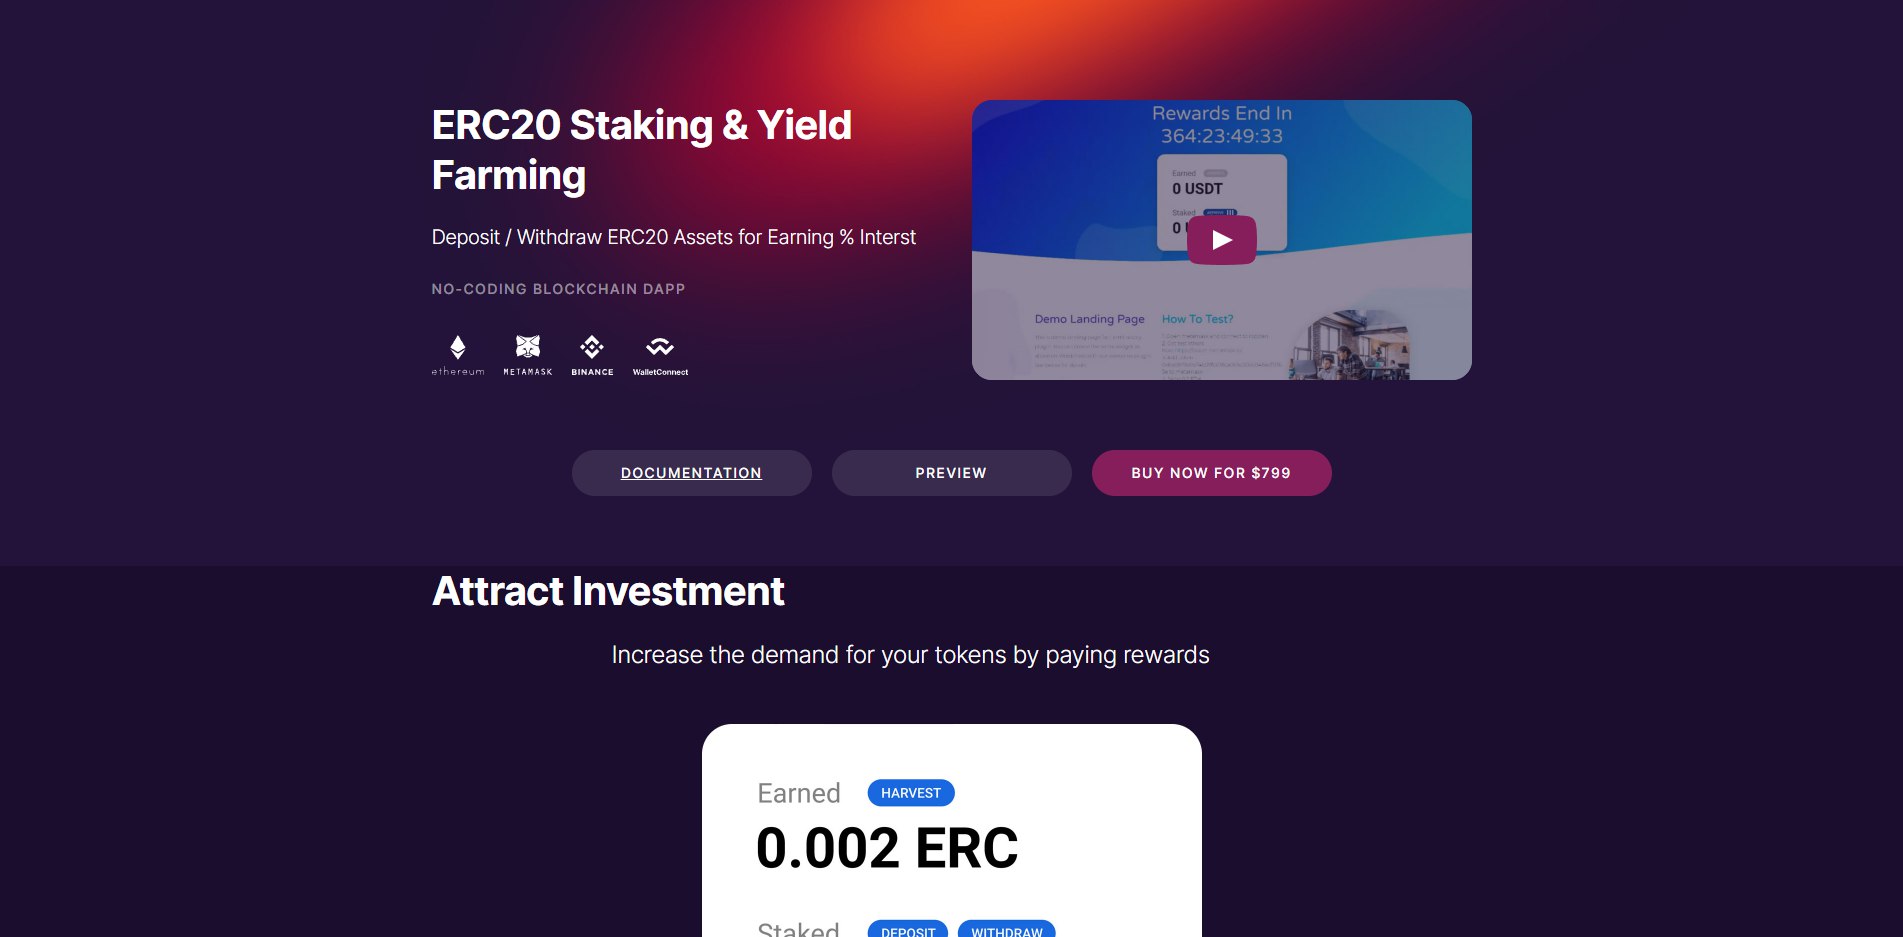 ERC20 Staking & Yield
Farming
Deposit / Withdraw ERC20 Assets for Earning % Interst
NO-CODING BLOCKCHAIN DAPP
ethereum
METAMASK
BINANCE
WalletConnect
Rewards End In
364:23:49:33
Earned
0 USDT
Staked
0
Demo Landing Page
How To Test?
DOCUMENTATION
PREVIEW
BUY NOW FOR $799
Attract Investment
Increase the demand for your tokens by paying rewards
Earned HARVEST
0.002 ERC
Staked DEPOSIT WITHDRAW